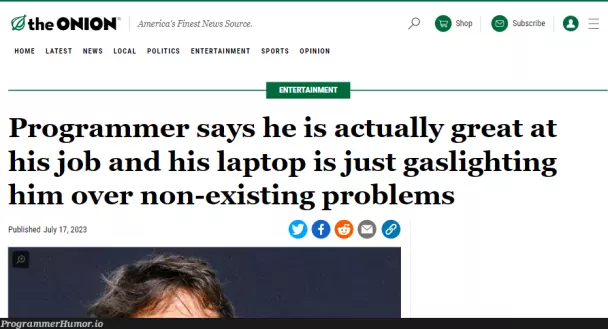 the ONION
America's Finest News Source.
Shop
Subscribe
HOME LATEST NEWS LOCAL POLITICS ENTERTAINMENT SPORTS OPINION
ENTERTAINMENT
Programmer says he is actually great at
his job and his laptop is just gaslighting
him over non-existing problems
Published July 17, 2023
ProgrammerHumor.io